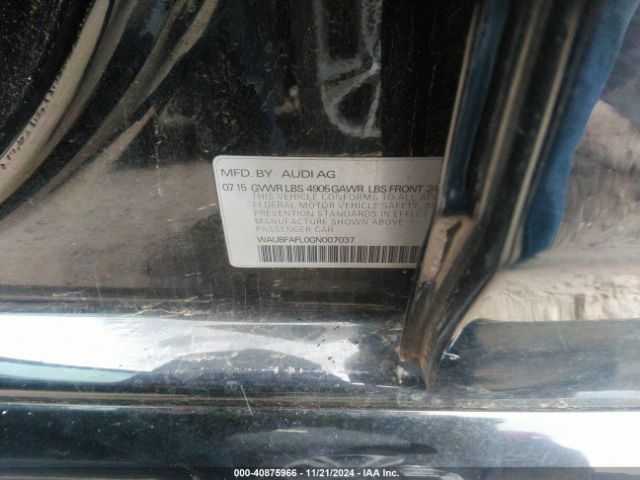 MFD. BY AUDI AG
07 15 GVWR LBS 4905 GAWR LBS FRONT
THIS VEHICLE CONFORMS TO ALL
FEDERAL MOTOR VEHICLE SAFETY,
PREVENTION STANDARDS IN EFFECT
MANUFACTURE SHOWN ABOVE
PASSENGER CAR
WAUBFAFL0GN007037
000-40875966 - 11/21/2024 - IAA Inc.